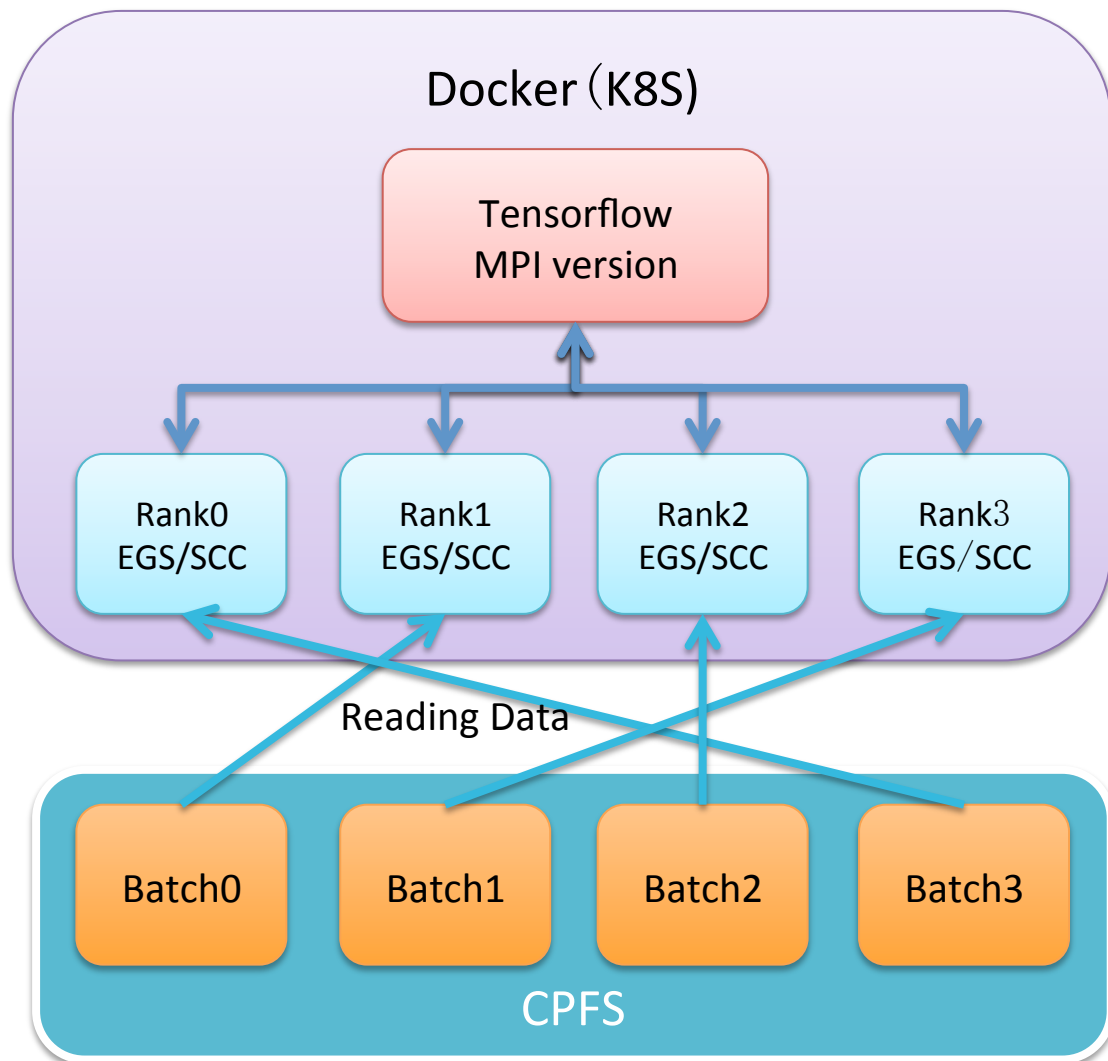 Docker（K8S)
Tensorflow
MPI version
Rank0
EGS/SCC
Rank1
EGS/SCC
Rank2
EGS/SCC
Rank3
EGS/SCC
Reading Data
Batch0
Batch1
Batch2
Batch3
CPFS